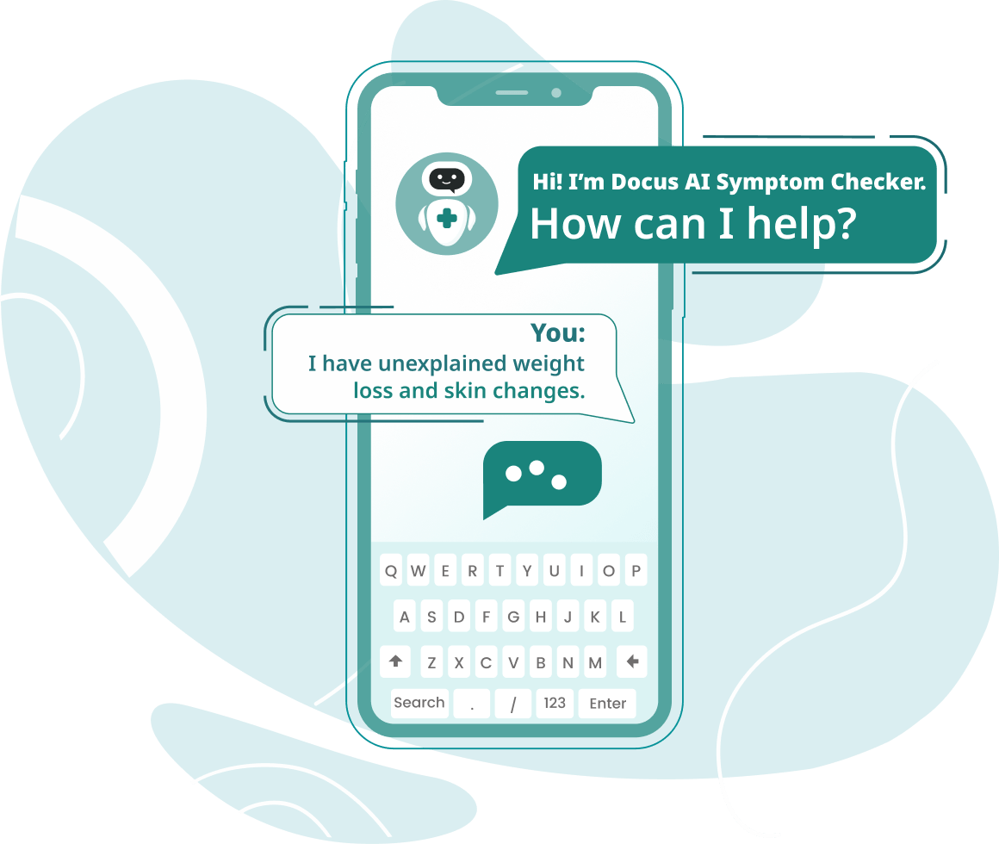 Hi! I’m Docus AI Symptom Checker.
How can I help?
You:
I have unexplained weight
loss and skin changes.
Q W E R T Y U I O P
A S D F G H J K L
Z X C V B N M
Search . / 123 Enter